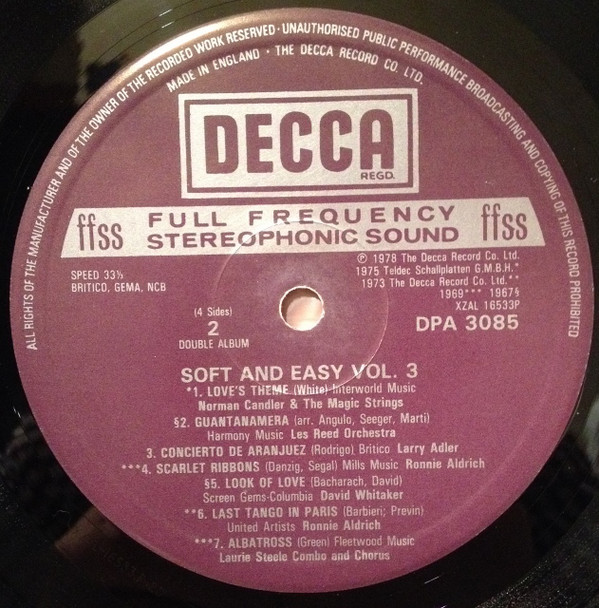 ALL RIGHTS OF THE MANUFACTURER AND OF THE OWNER OF THE RECORDED WORK RESERVED · UNAUTHORISED PUBLIC PERFORMANCE BROADCASTING AND COPYING OF THIS RECORD PROHIBITED
MADE IN ENGLAND · THE DECCA RECORD CO. LTD.
DECCA
REGD.
ffss FULL FREQUENCY STEREOPHONIC SOUND ffss
SPEED 33⅓
BRITICO, GEMA, NCB
℗ 1978 The Decca Record Co. Ltd.
1975 Teldec Schallplatten G.M.B.H.*
1973 The Decca Record Co. Ltd.**
1969*** 1967§
XZAL 16533P
DPA 3085
(4 Sides)
2
DOUBLE ALBUM
SOFT AND EASY VOL. 3
*1. LOVE'S THEME (White) Interworld Music
Norman Candler & The Magic Strings
§2. GUANTANAMERA (arr. Angulo, Seeger, Marti)
Harmony Music Les Reed Orchestra
3. CONCIERTO DE ARANJUEZ (Rodrigo) Britico Larry Adler
***4. SCARLET RIBBONS (Danzig, Segal) Mills Music Ronnie Aldrich
§5. LOOK OF LOVE (Bacharach, David)
Screen Gems-Columbia David Whitaker
**6. LAST TANGO IN PARIS (Barbieri; Previn)
United Artists Ronnie Aldrich
***7. ALBATROSS (Green) Fleetwood Music
Laurie Steele Combo and Chorus